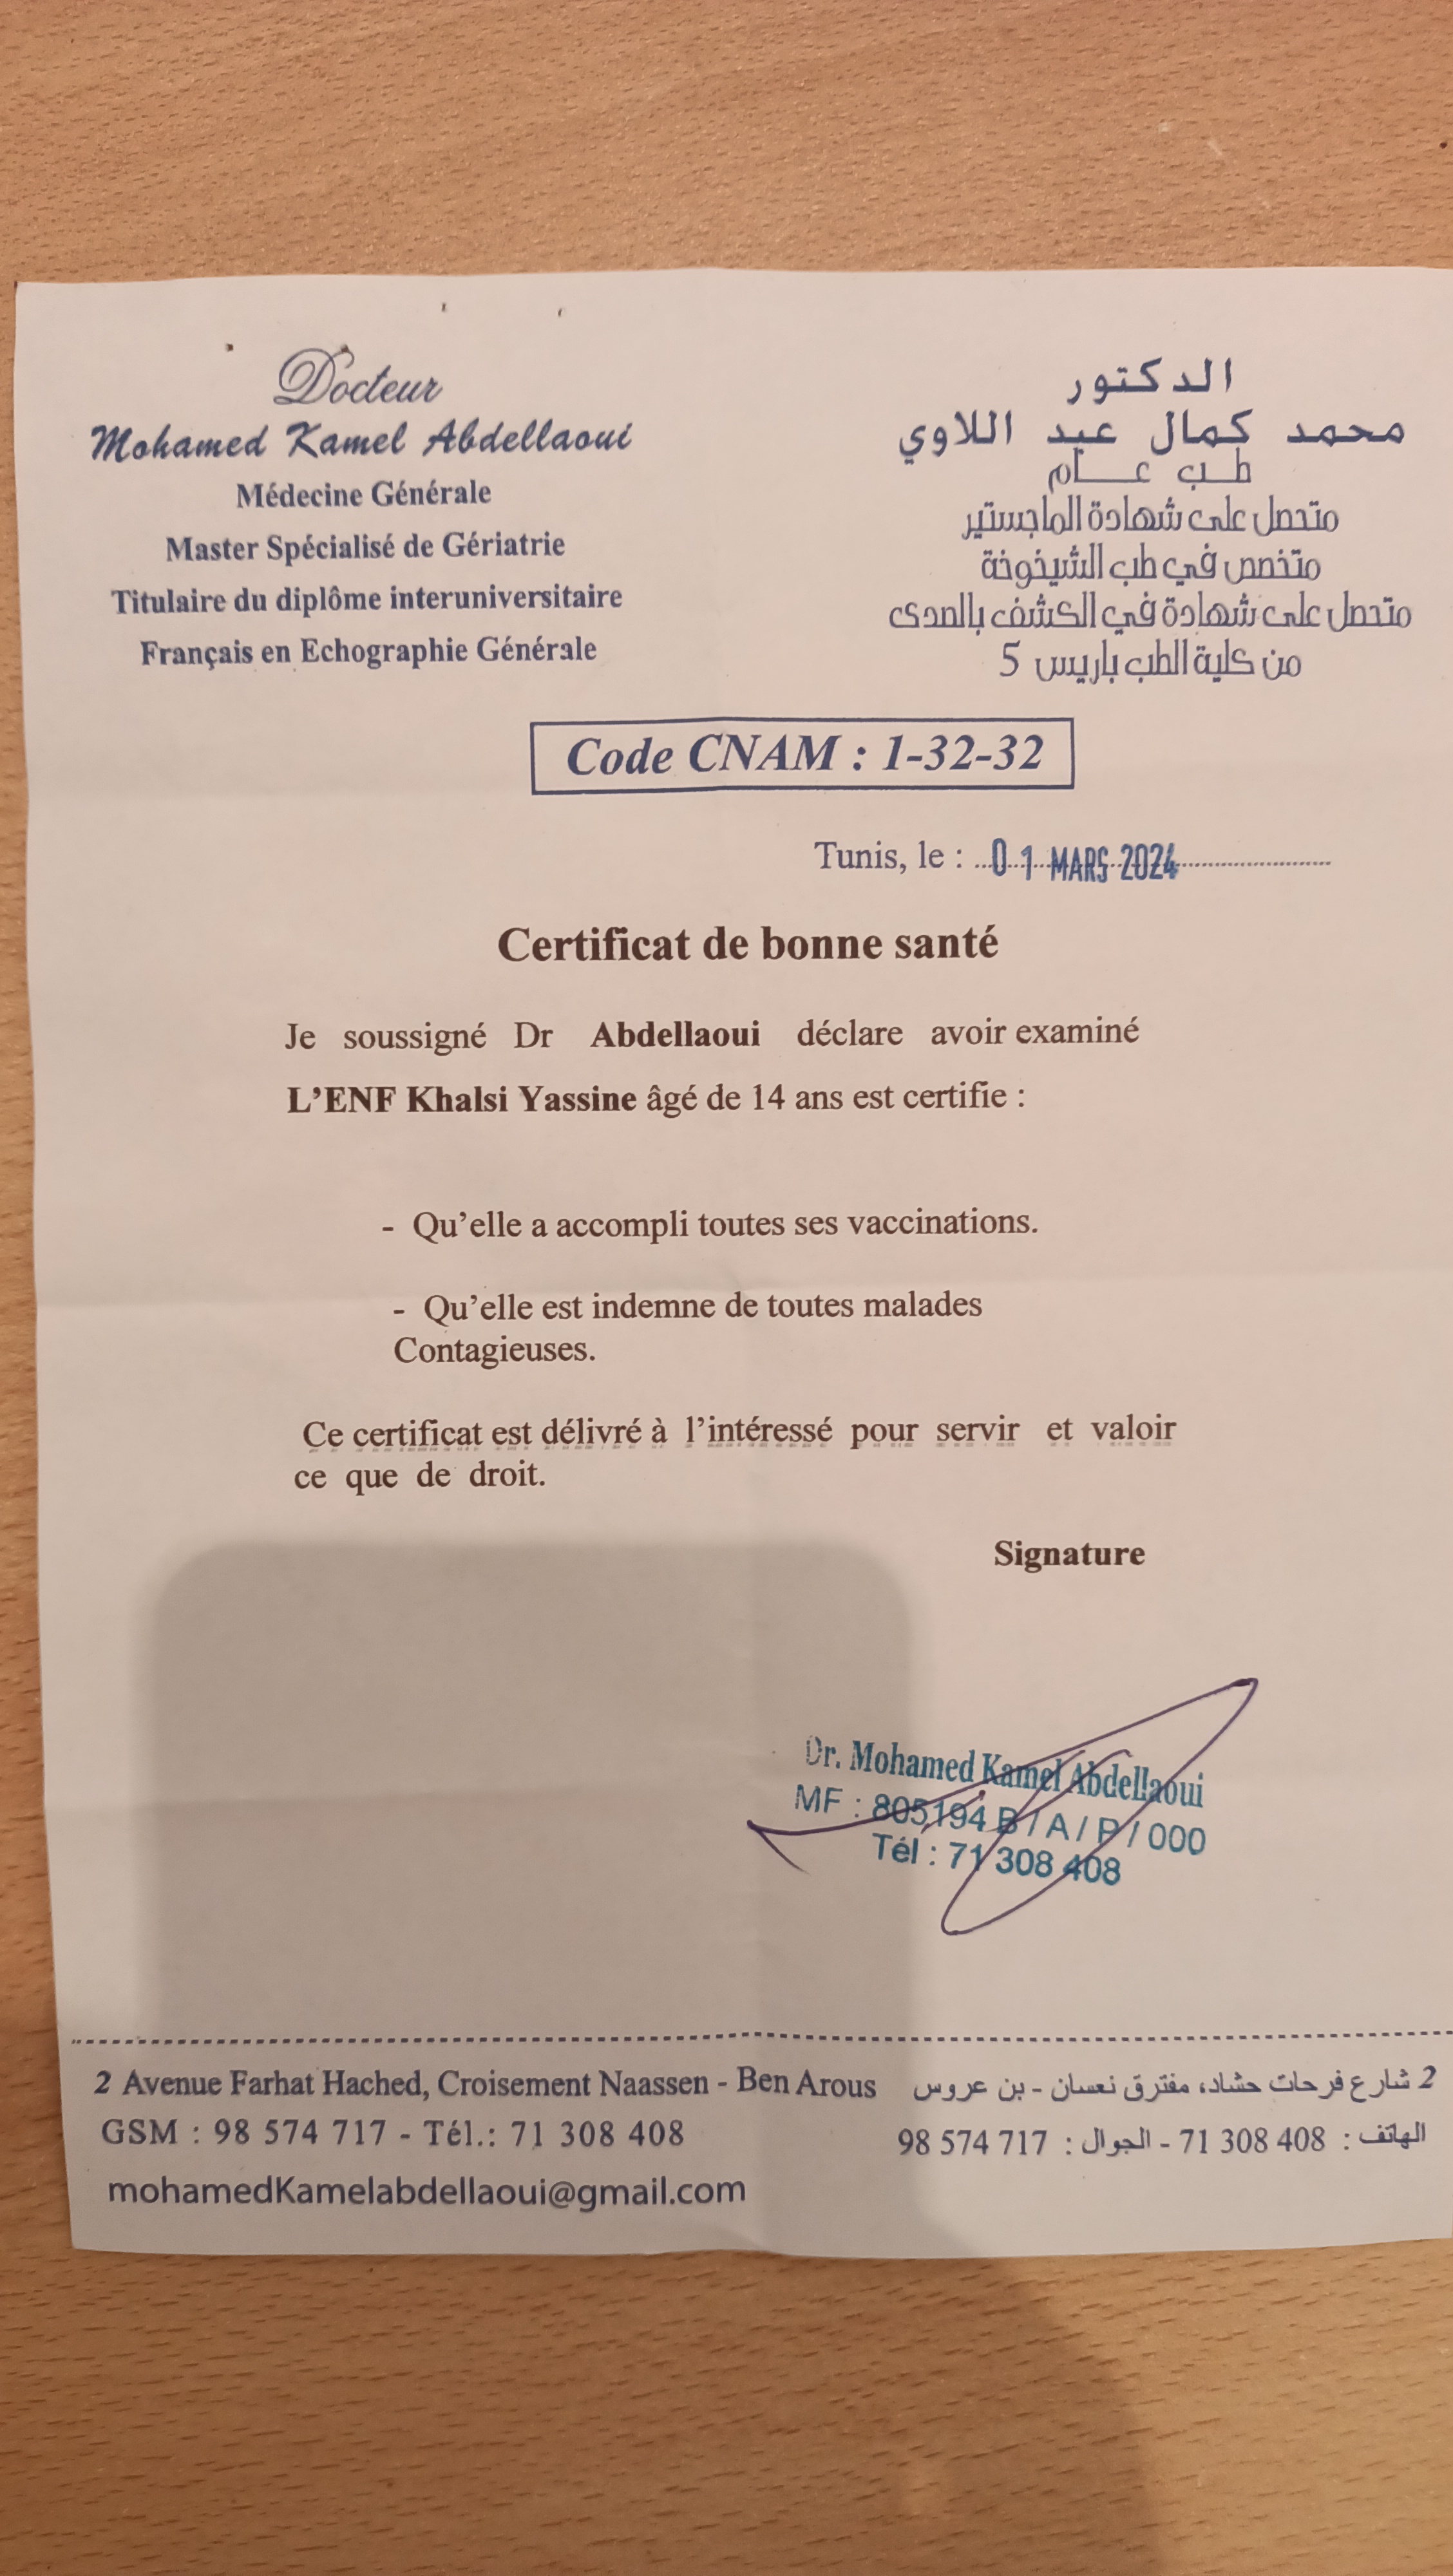 Docteur
Mohamed Kamel Abdellaoui
Médecine Générale
Master Spécialisé de Gériatrie
Titulaire du diplôme interuniversitaire
Français en Echographie Générale
الدكتور
محمد كمال عبد اللاوي
طب عام
متحصل على شهادة الماجستير
متخصص في طب الشيخوخة
متحصل على شهادة في الكشف بالصدى
من كلية الطب باريس 5
Code CNAM : 1-32-32
Tunis, le : 01 MARS 2024
Certificat de bonne santé
Je soussigné Dr Abdellaoui déclare avoir examiné
L'ENF Khalsi Yassine âgé de 14 ans est certifie :
- Qu'elle a accompli toutes ses vaccinations.
- Qu'elle est indemne de toutes malades
Contagieuses.
Ce certificat est délivré à l'intéressé pour servir et valoir
ce que de droit.
Signature
Dr. Mohamed Kamel Abdellaoui
MF : 805194 B / A / P / 000
Tél : 71 308 408
2 Avenue Farhat Hached, Croisement Naassen - Ben Arous
GSM : 98 574 717 - Tél.: 71 308 408
mohamedKamelabdellaoui@gmail.com
2 شارع فرحات حشاد، مفترق نعسان - بن عروس
الهاتف : 408 308 71 - الجوال : 717 574 98